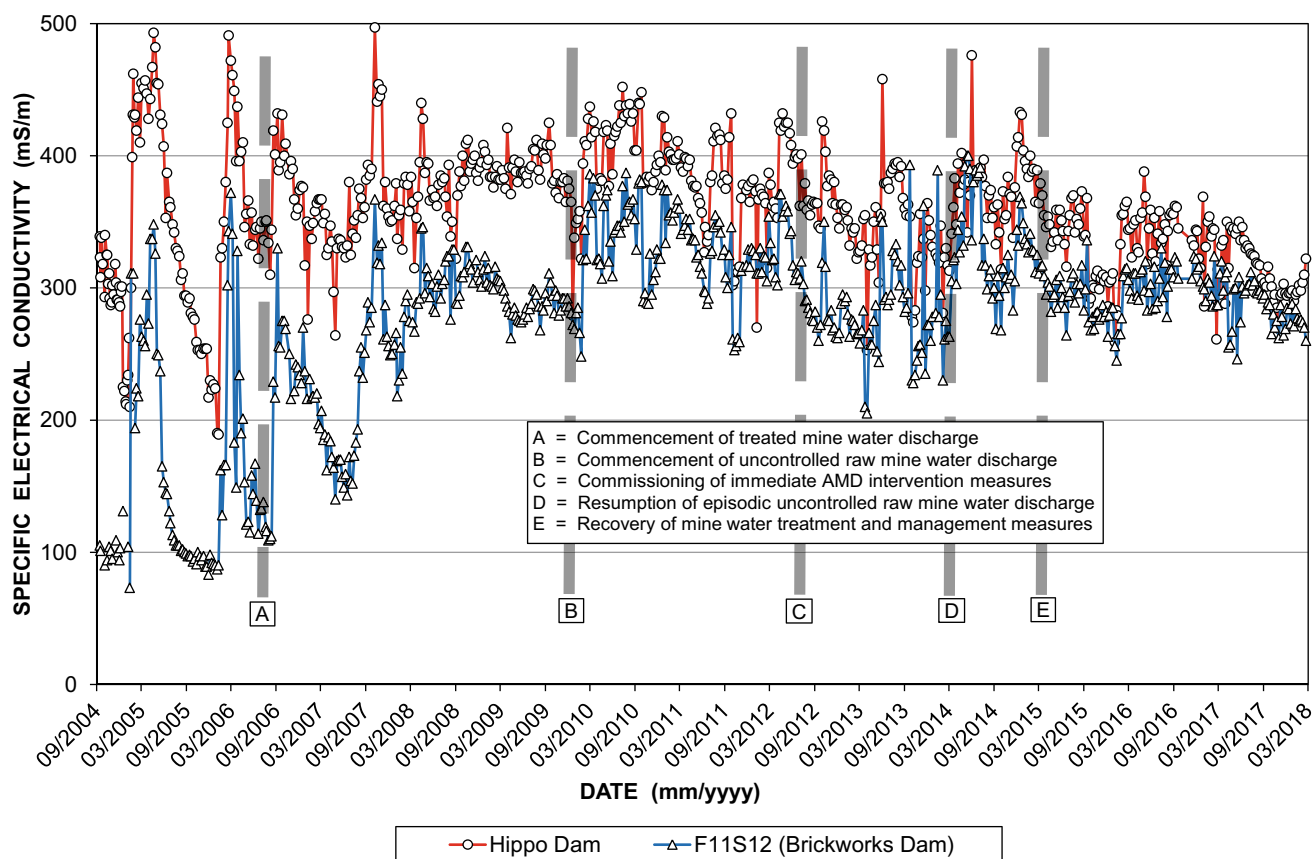 SPECIFIC ELECTRICAL CONDUCTIVITY (mS/m)
500
400
300
200
100
0
A = Commencement of treated mine water discharge
B = Commencement of uncontrolled raw mine water discharge
C = Commissioning of immediate AMD intervention measures
D = Resumption of episodic uncontrolled raw mine water discharge
E = Recovery of mine water treatment and management measures
A
B
C
D
E
09/2004
03/2005
09/2005
03/2006
09/2006
03/2007
09/2007
03/2008
09/2008
03/2009
09/2009
03/2010
09/2010
03/2011
09/2011
03/2012
09/2012
03/2013
09/2013
03/2014
09/2014
03/2015
09/2015
03/2016
09/2016
03/2017
09/2017
03/2018
DATE (mm/yyyy)
Hippo Dam
F11S12 (Brickworks Dam)